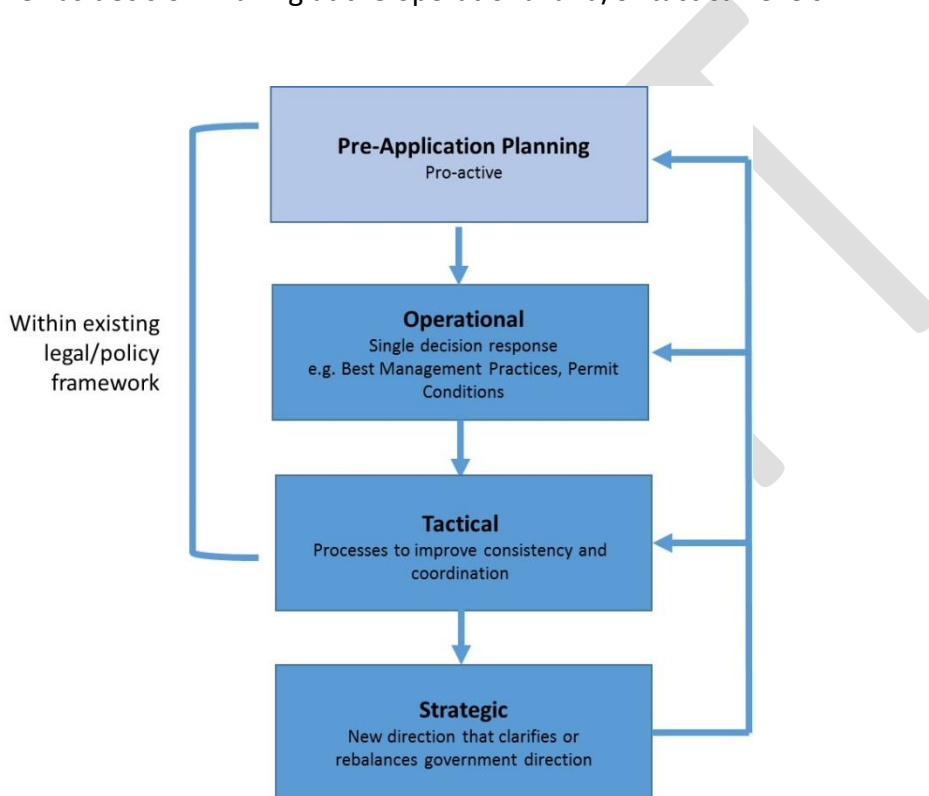 Pre-Application Planning
Pro-active
Within existing
legal/policy
framework
Operational
Single decision response
e.g. Best Management Practices, Permit
Conditions
Tactical
Processes to improve consistency and
coordination
Strategic
New direction that clarifies or
rebalances government direction